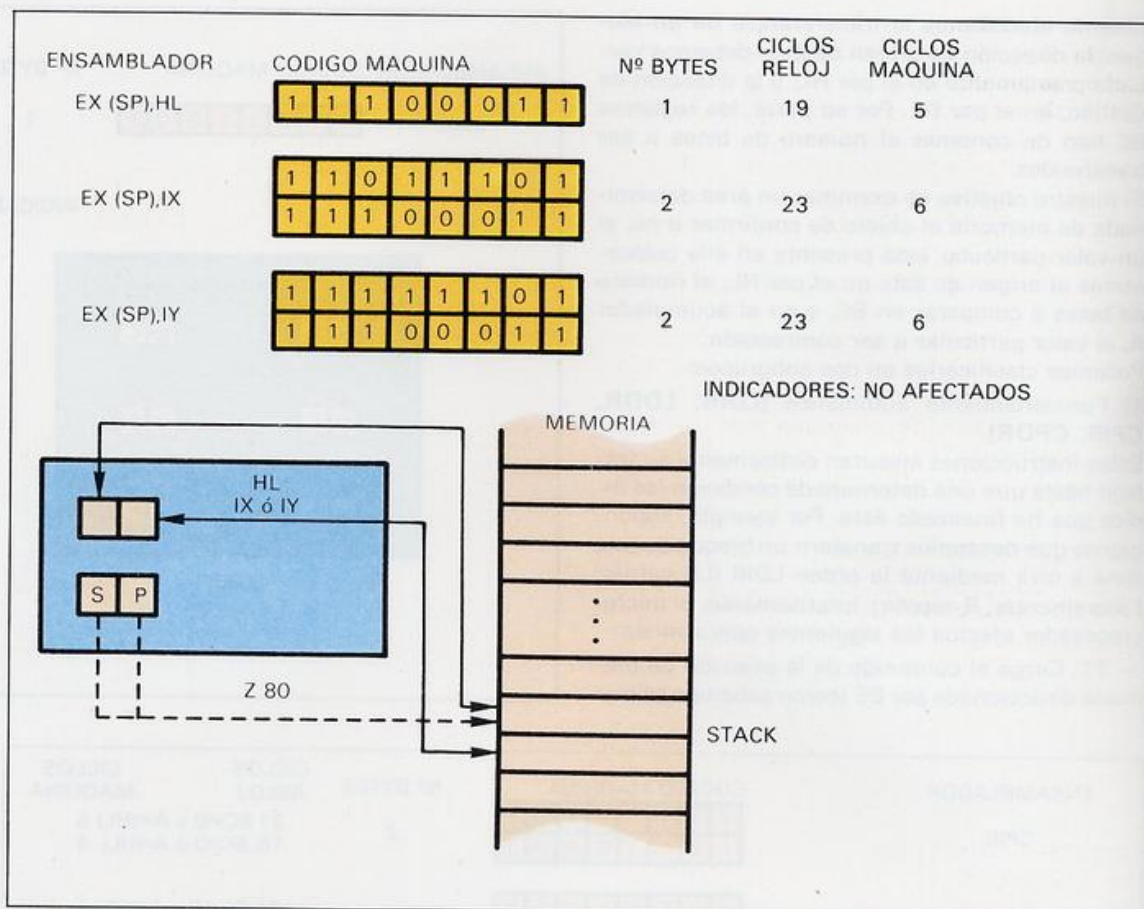 ENSAMBLADOR CODIGO MAQUINA Nº BYTES CICLOS RELOJ CICLOS MAQUINA
EX (SP),HL 1 1 1 0 0 0 1 1 1 19 5
EX (SP),IX 1 1 0 1 1 1 0 1 2 23 6
1 1 1 0 0 0 1 1
EX (SP),IY 1 1 1 1 1 1 0 1 2 23 6
1 1 1 0 0 0 1 1
INDICADORES: NO AFECTADOS
MEMORIA
HL
IX ó IY
S P
Z 80
STACK